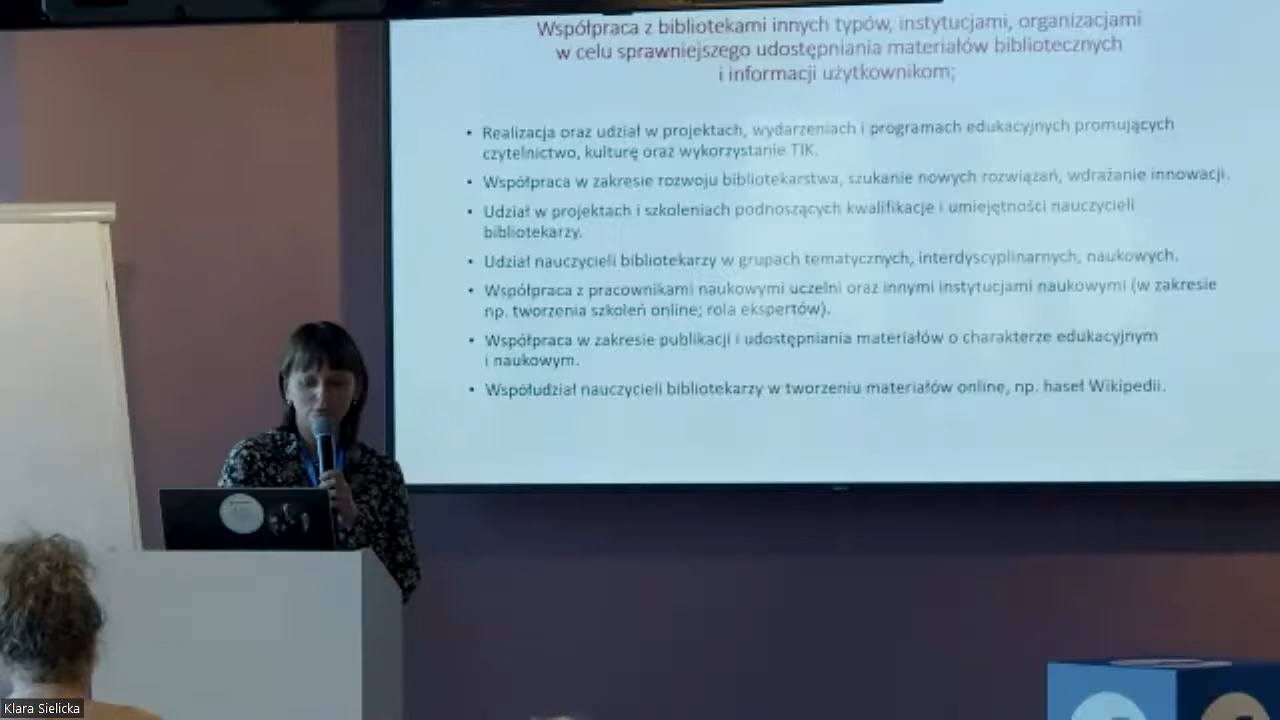 Współpraca z bibliotekami innych typów, instytucjami, organizacjami
w celu sprawniejszego udostępniania materiałów bibliotecznych
i informacji użytkownikom;
• Realizacja oraz udział w projektach, wydarzeniach i programach edukacyjnych promujących
czytelnictwo, kulturę oraz wykorzystanie TIK.
• Współpraca w zakresie rozwoju bibliotekarstwa, szukanie nowych rozwiązań, wdrażanie innowacji.
• Udział w projektach i szkoleniach podnoszących kwalifikacje i umiejętności nauczycieli
bibliotekarzy.
• Udział nauczycieli bibliotekarzy w grupach tematycznych, interdyscyplinarnych, naukowych.
• Współpraca z pracownikami naukowymi uczelni oraz innymi instytucjami naukowymi (w zakresie
np. tworzenia szkoleń online; rola ekspertów).
• Współpraca w zakresie publikacji i udostępniania materiałów o charakterze edukacyjnym
i naukowym.
• Współudział nauczycieli bibliotekarzy w tworzeniu materiałów online, np. haseł Wikipedii.
Klara Sielicka